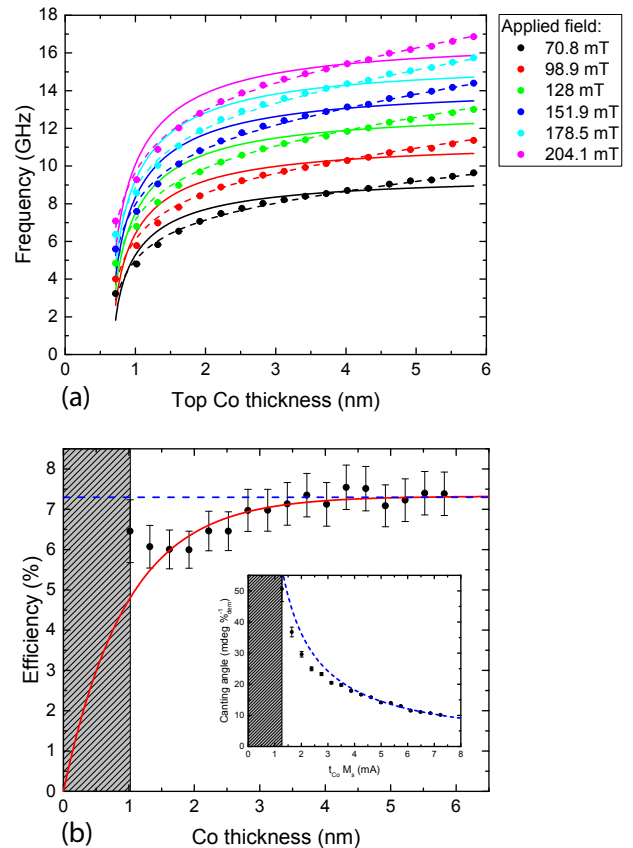 18
16
14
12
10
8
6
4
2
0
Frequency (GHz)
0 1 2 3 4 5 6
(a)
Top Co thickness (nm)
Applied field:
70.8 mT
98.9 mT
128 mT
151.9 mT
178.5 mT
204.1 mT
8
7
6
5
4
3
2
1
0
Efficiency (%)
50
40
30
20
10
0
Canting angle (mdeg %⁻¹dem)
0 1 2 3 4 5 6 7 8
t Co M s (mA)
0 1 2 3 4 5 6
(b)
Co thickness (nm)